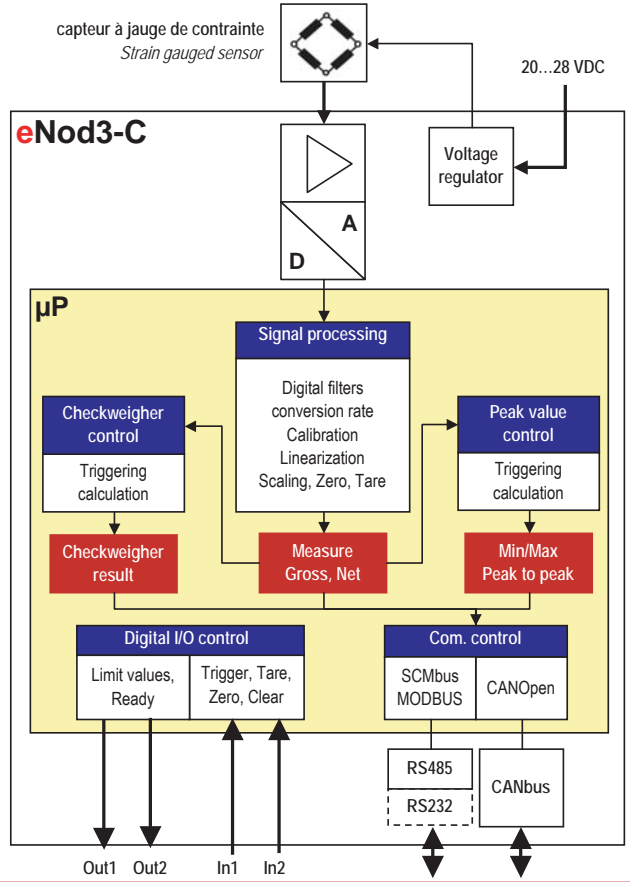 capteur à jauge de contrainte
Strain gauged sensor
20...28 VDC
eNod3-C
Voltage
regulator
A
D
µP
Signal processing
Digital filters
conversion rate
Calibration
Linearization
Scaling, Zero, Tare
Checkweigher
control
Triggering
calculation
Peak value
control
Triggering
calculation
Checkweigher
result
Measure
Gross, Net
Min/Max
Peak to peak
Digital I/O control
Limit values,
Ready
Trigger, Tare,
Zero, Clear
Com. control
SCMbus
MODBUS
CANOpen
RS485
RS232
CANbus
Out1 Out2 In1 In2